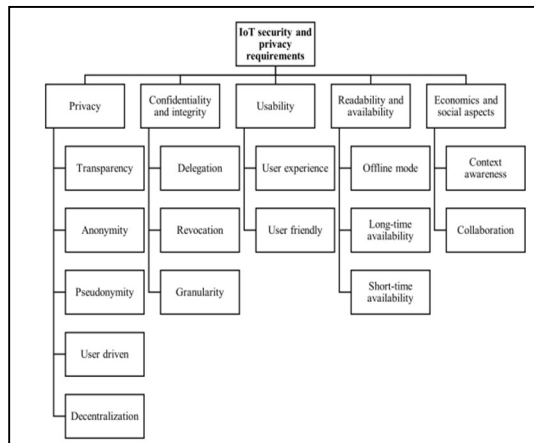 IoT security and
privacy
requirements
Privacy
Confidentiality
and integrity
Usability
Readability and
availability
Economics and
social aspects
Transparency
Delegation
User experience
Offline mode
Context
awareness
Anonymity
Revocation
User friendly
Long-time
availability
Collaboration
Pseudonymity
Granularity
Short-time
availability
User driven
Decentralization